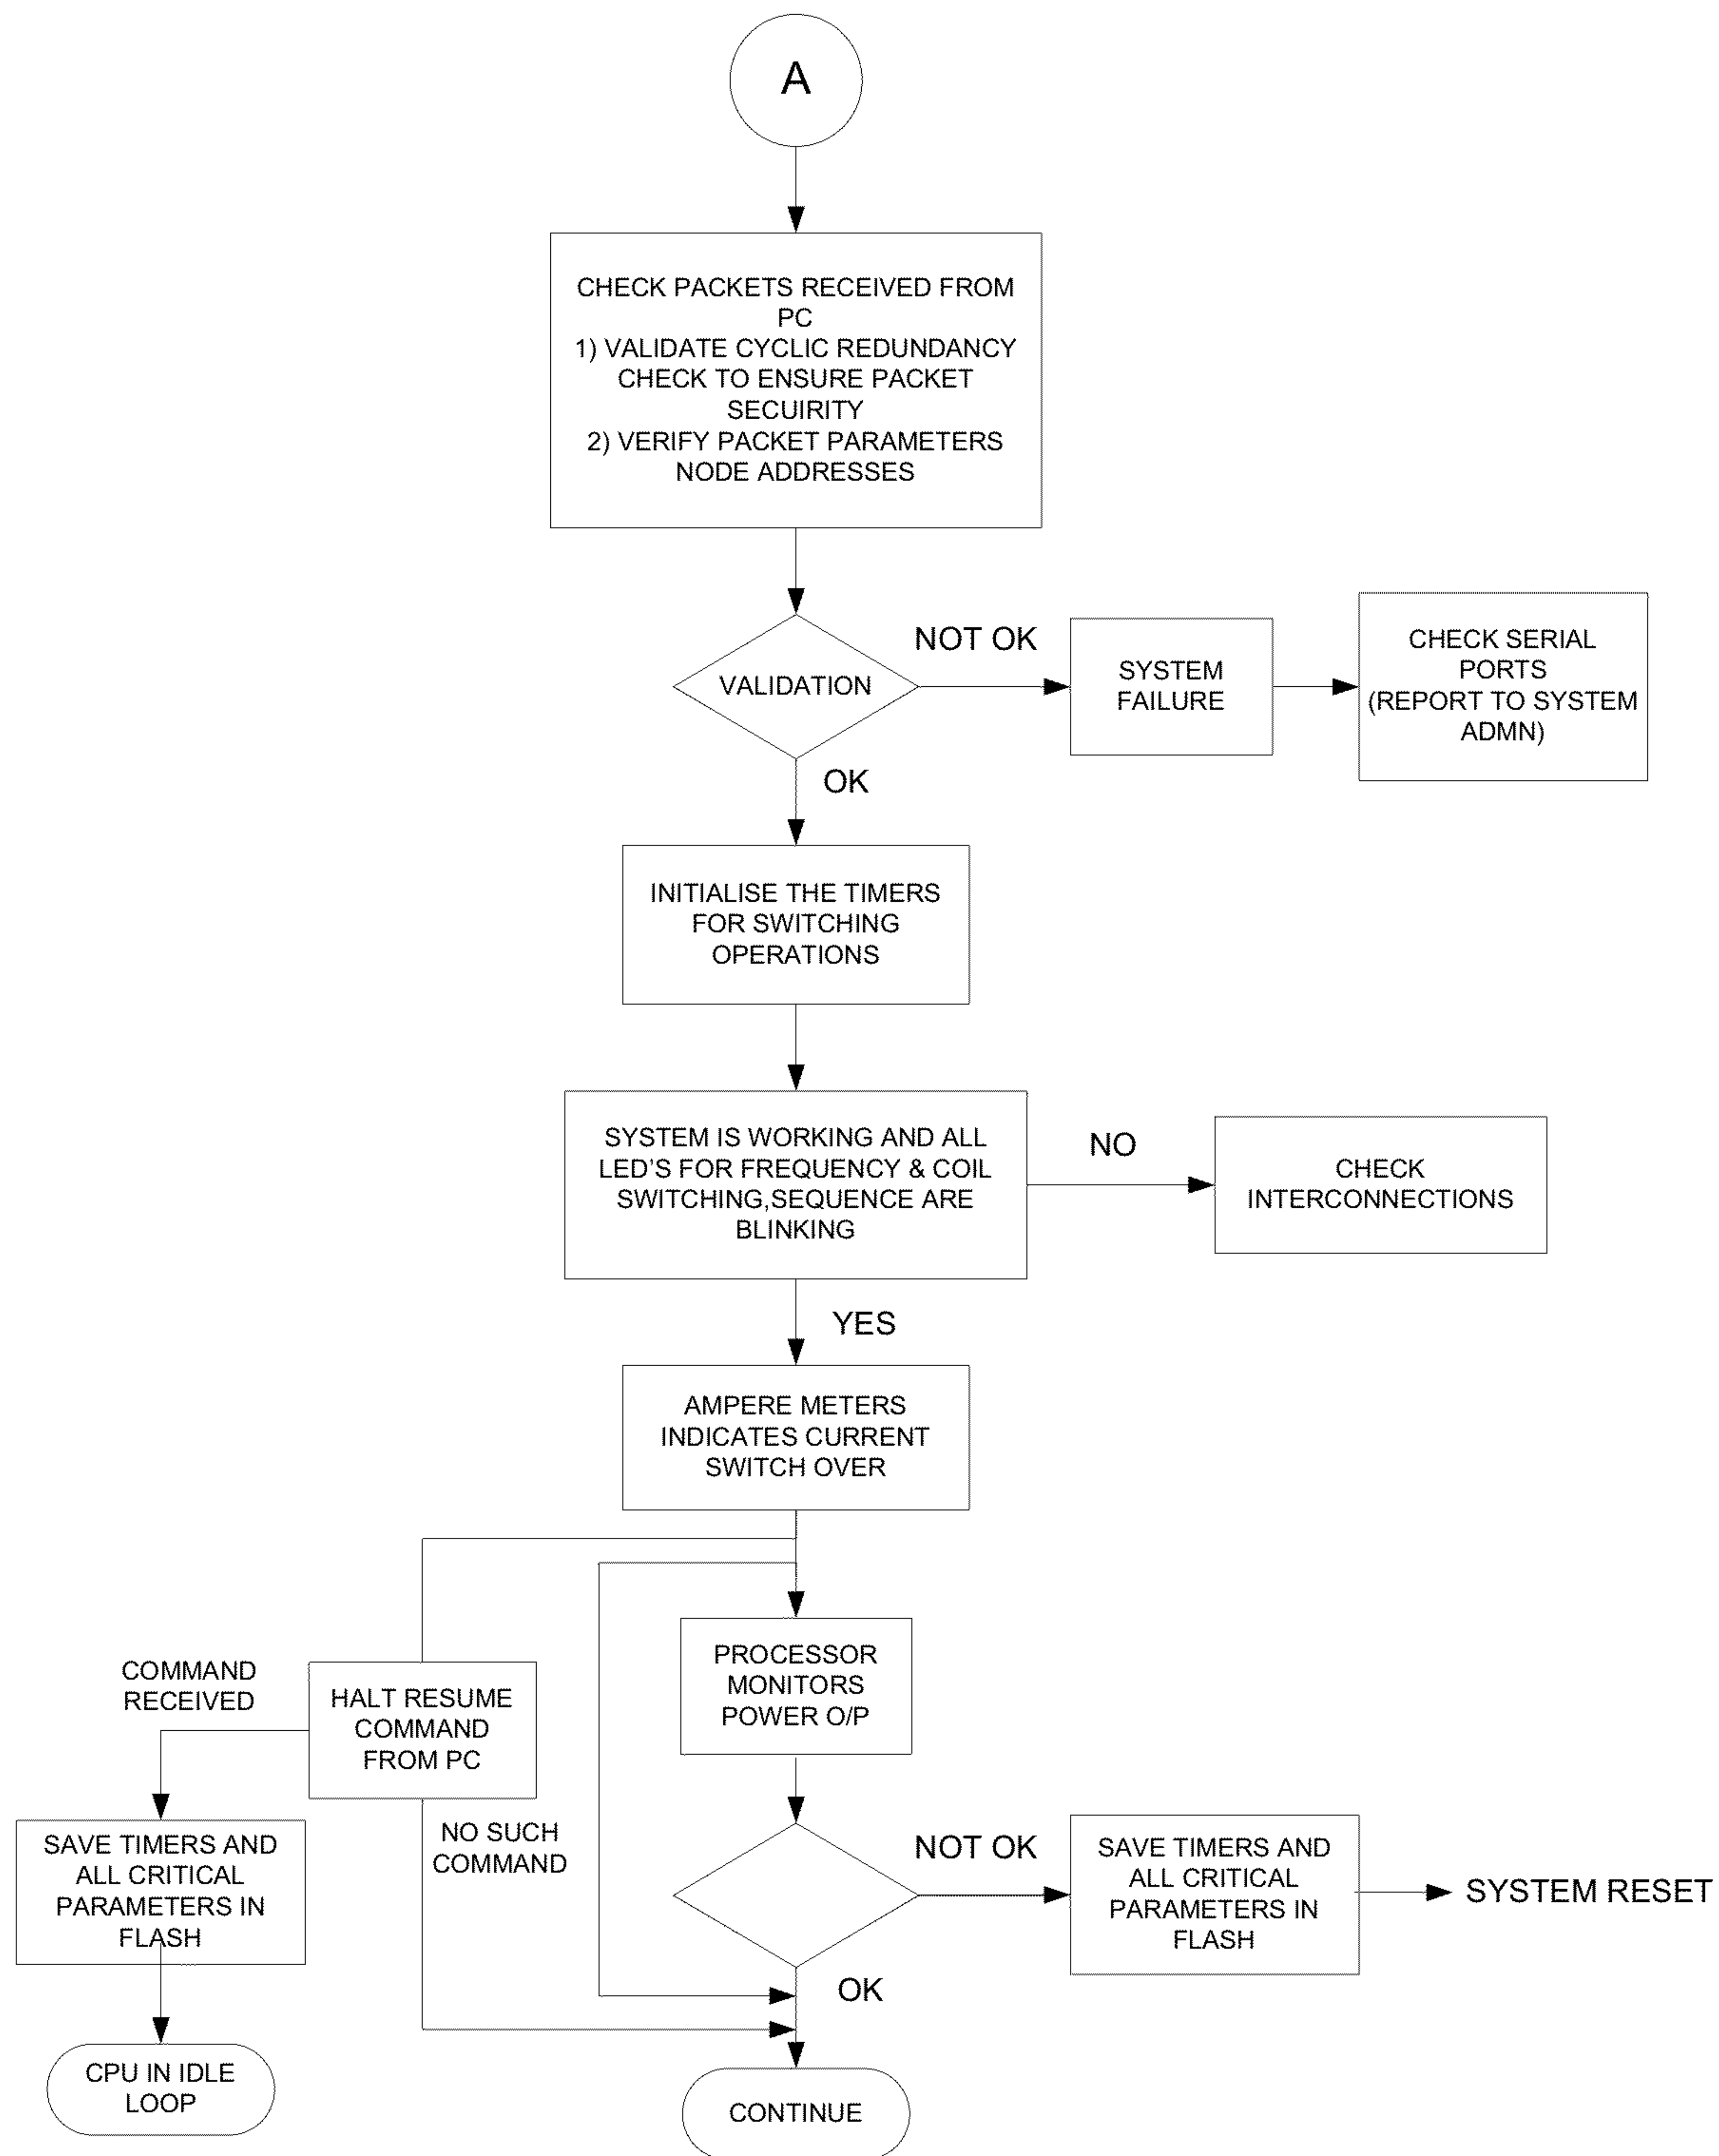 A
CHECK PACKETS RECEIVED FROM
PC
1) VALIDATE CYCLIC REDUNDANCY
CHECK TO ENSURE PACKET
SECUIRITY
2) VERIFY PACKET PARAMETERS
NODE ADDRESSES
VALIDATION
NOT OK
SYSTEM
FAILURE
CHECK SERIAL
PORTS
(REPORT TO SYSTEM
ADMN)
OK
INITIALISE THE TIMERS
FOR SWITCHING
OPERATIONS
SYSTEM IS WORKING AND ALL
LED'S FOR FREQUENCY & COIL
SWITCHING,SEQUENCE ARE
BLINKING
NO
CHECK
INTERCONNECTIONS
YES
AMPERE METERS
INDICATES CURRENT
SWITCH OVER
PROCESSOR
MONITORS
POWER O/P
COMMAND
RECEIVED
HALT RESUME
COMMAND
FROM PC
NO SUCH
COMMAND
SAVE TIMERS AND
ALL CRITICAL
PARAMETERS IN
FLASH
NOT OK
SAVE TIMERS AND
ALL CRITICAL
PARAMETERS IN
FLASH
SYSTEM RESET
OK
CPU IN IDLE
LOOP
CONTINUE